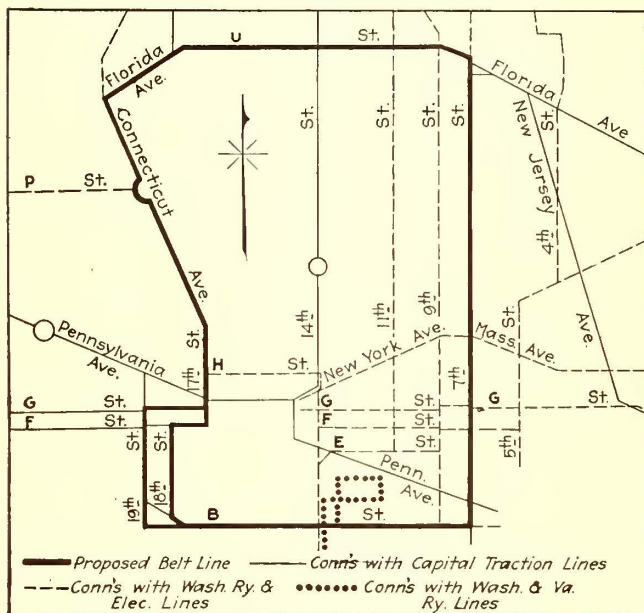 U St.
Florida Ave.
Florida Ave
St.
St.
St.
St.
New Jersey Ave.
St.
4th
Connecticut Ave.
P St.
St.
17th
Pennsylvania Ave.
H St.
14th
11th
9th
7th
New York Ave.
Mass. Ave.
St.
G St.
G St.
G St.
F St.
F St.
5th
E St.
Penn. Ave.
St.
St.
19th
18th
B St.
Proposed Belt Line
Conn's with Capital Traction Lines
Conn's with Wash. Ry. & Elec. Lines
Conn's with Wash. & Va. Ry. Lines